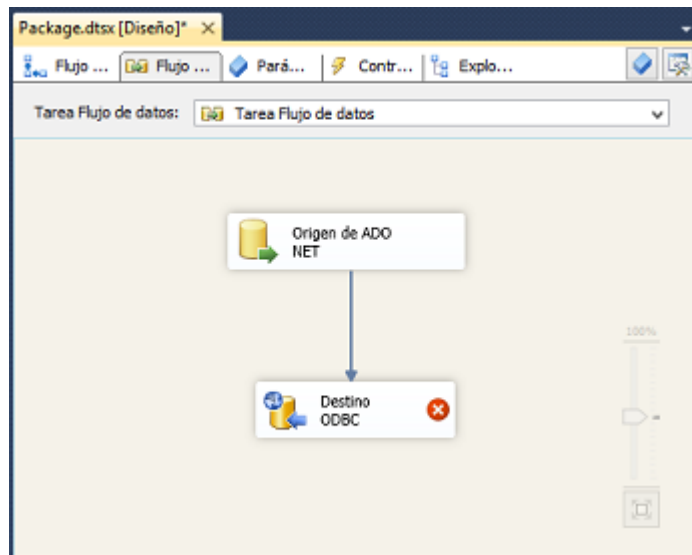 Package.dtsx [Diseño]*
Flujo ... Flujo ... Pará... Contr... Explo...
Tarea Flujo de datos: Tarea Flujo de datos
Origen de ADO
NET
100%
Destino
ODBC